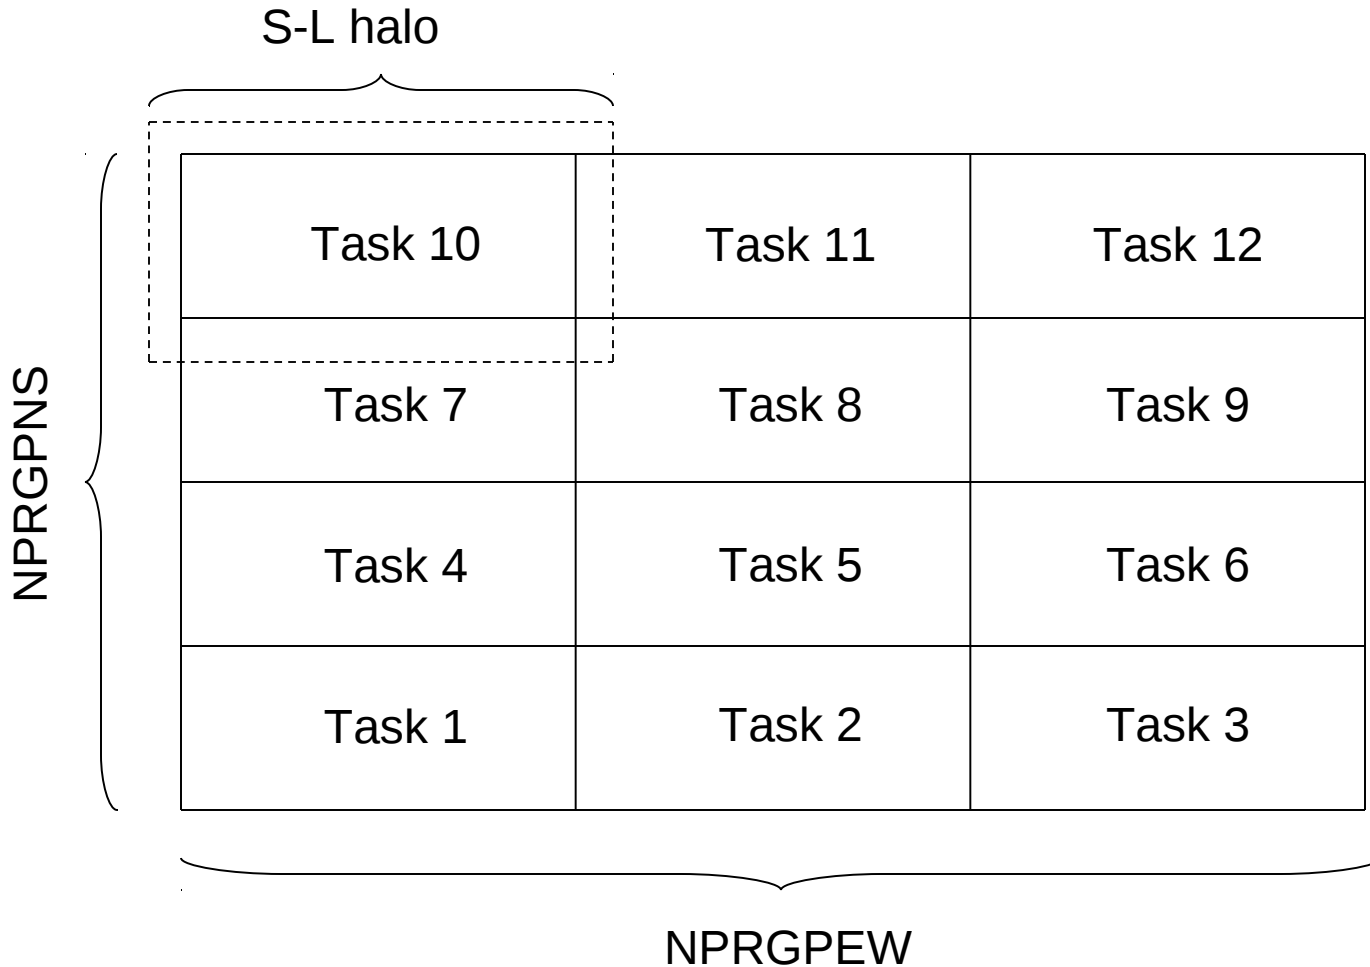 S-L halo
Task 10
Task 11
Task 12
Task 7
Task 8
Task 9
NPRGPNS
Task 4
Task 5
Task 6
Task 1
Task 2
Task 3
NPRGPEW